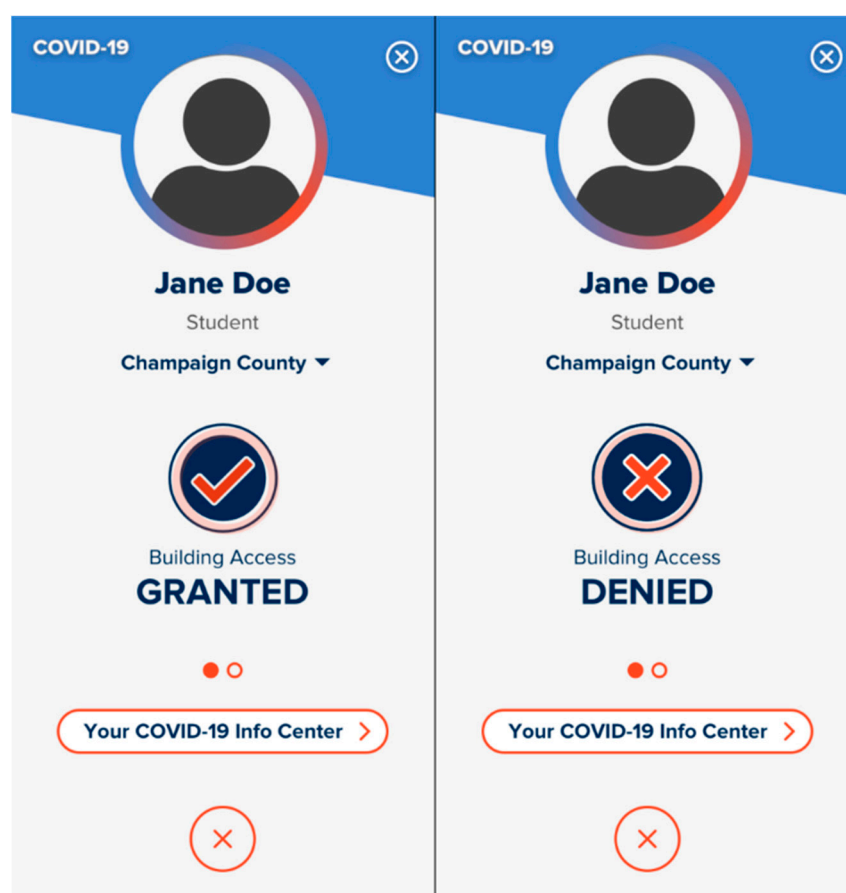 COVID-19
Jane Doe
Student
Champaign County
Building Access
GRANTED
Your COVID-19 Info Center
COVID-19
Jane Doe
Student
Champaign County
Building Access
DENIED
Your COVID-19 Info Center